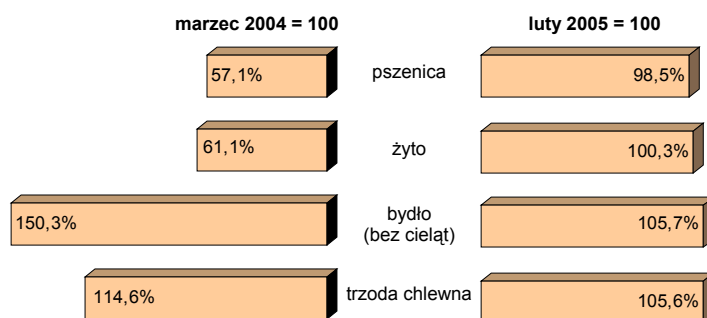 marzec 2004 = 100 luty 2005 = 100
57,1% pszenica 98,5%
61,1% żyto 100,3%
150,3% bydło (bez cieląt) 105,7%
114,6% trzoda chlewna 105,6%